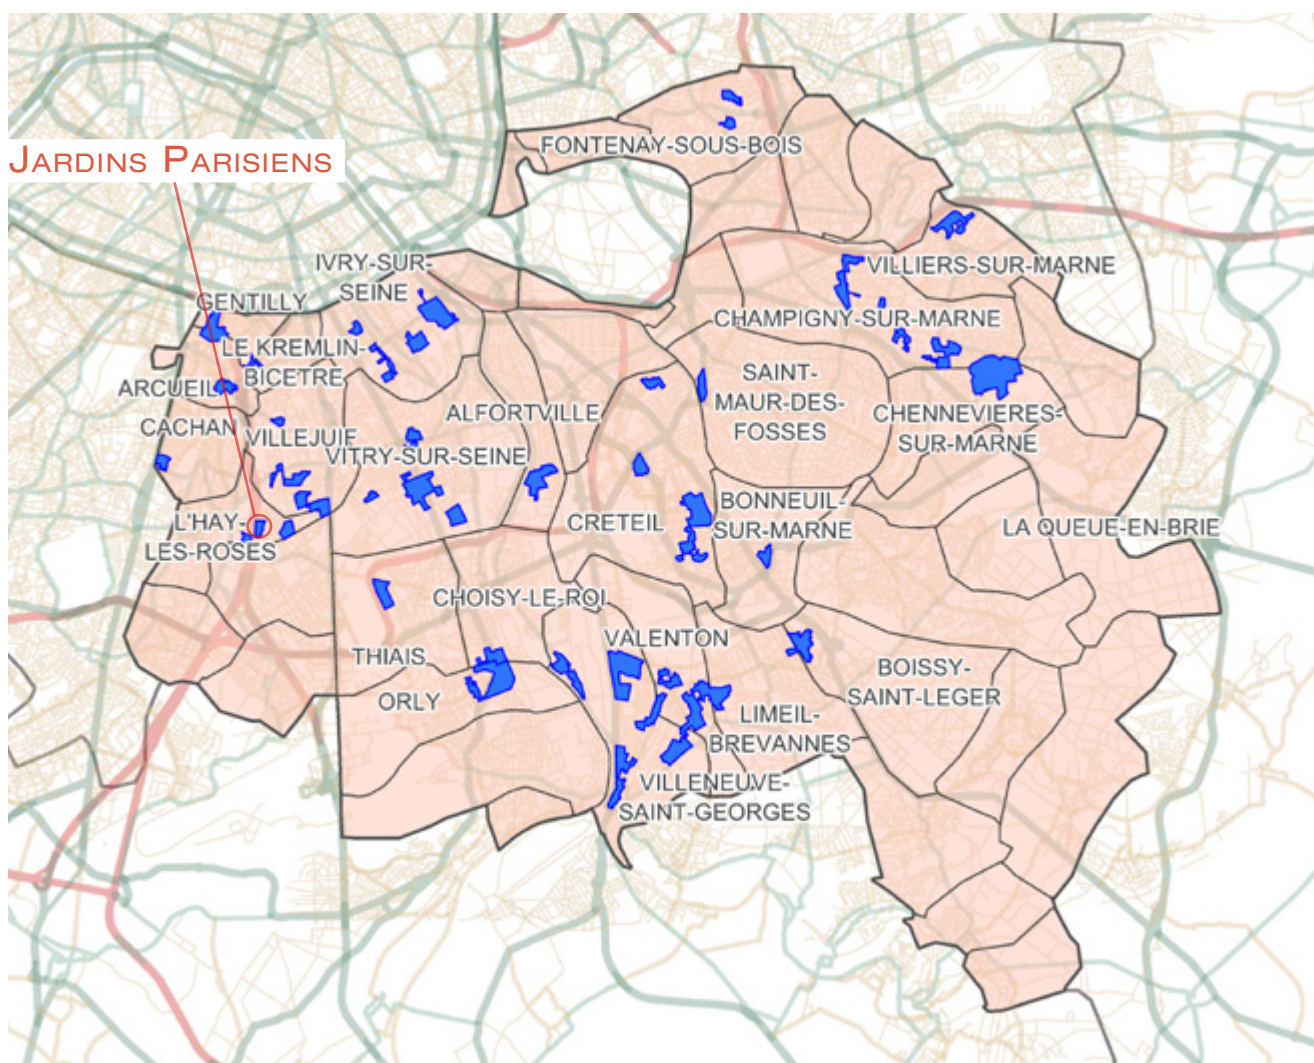 FONTENAY-SOUS-BOIS
JARDINS PARISIENS
IVRY-SUR-
SEINE
VILLIERS-SUR-MARNE
GENTILLY
CHAMPIGNY-SUR-MARNE
LE KREMLIN-
BICETRE
ARCUEIL
SAINT-
MAUR-DES-
FOSSES
ALFORTVILLE
CHENNEVIERES-
SUR-MARNE
CACHAN
VILLEJUIF
VITRY-SUR-SEINE
BONNEUIL-
SUR-MARNE
L'HAY-
LES-ROSES
CRETEIL
LA QUEUE-EN-BRIE
CHOISY-LE-ROI
VALENTON
THIAIS
BOISSY-
SAINT-LEGER
ORLY
LIMEIL-
BREVANNES
VILLENEUVE-
SAINT-GEORGES